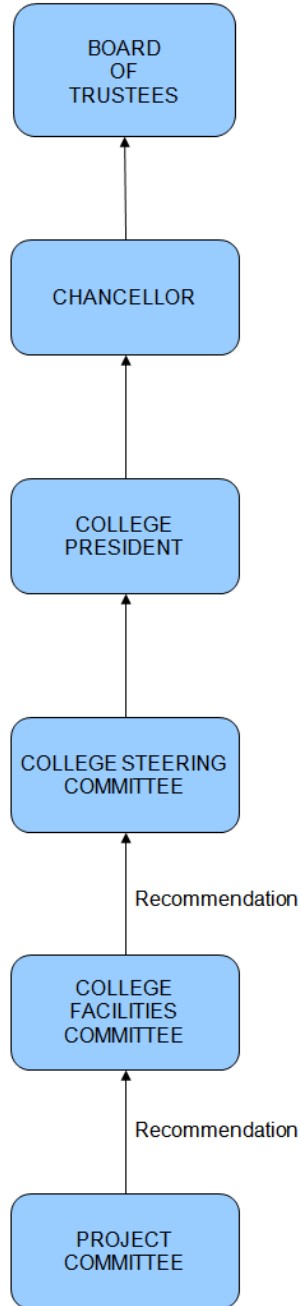 BOARD
OF
TRUSTEES
CHANCELLOR
COLLEGE
PRESIDENT
COLLEGE STEERING
COMMITTEE
Recommendation
COLLEGE
FACILITIES
COMMITTEE
Recommendation
PROJECT
COMMITTEE